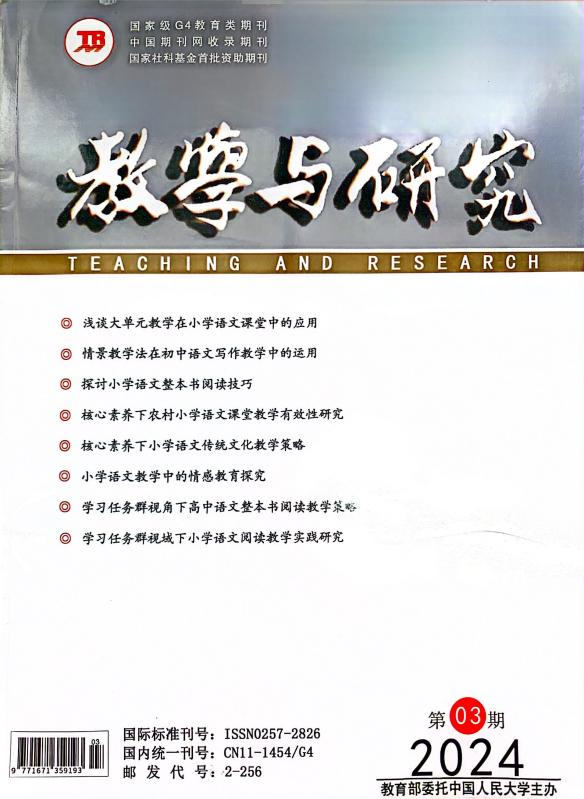 TB
国家级G4教育类期刊
中国期刊网收录期刊
国家社科基金首批资助期刊
教學与研究
TEACHING AND RESEARCH
浅谈大单元教学在小学语文课堂中的应用
情景教学法在初中语文写作教学中的运用
探讨小学语文整本书阅读技巧
核心素养下农村小学语文课堂教学有效性研究
核心素养下小学语文传统文化教学策略
小学语文教学中的情感教育探究
学习任务群视角下高中语文整本书阅读教学策略
学习任务群视域下小学语文阅读教学实践研究
03
9 771671 359193
国际标准刊号：ISSN0257-2826
国内统一刊号：CN11-1454/G4
邮发代号：2-256
第03期
2024
教育部委托中国人民大学主办